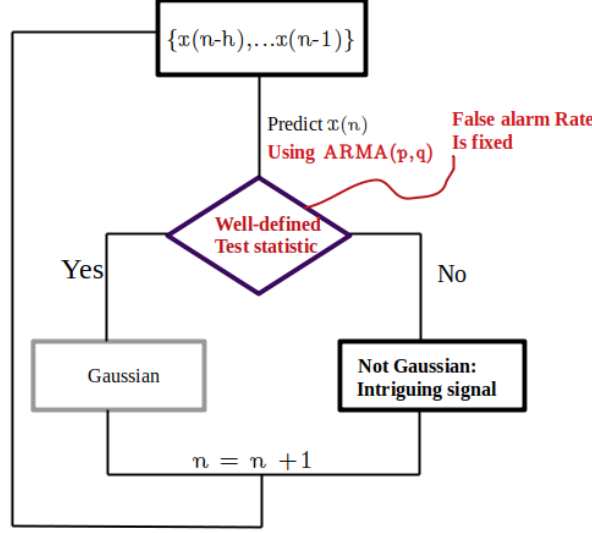 {x(n-h),...x(n-1)}
Predict x(n)
Using ARMA(p,q)
False alarm Rate
Is fixed
Well-defined
Test statistic
Yes
No
Gaussian
Not Gaussian:
Intriguing signal
n = n +1